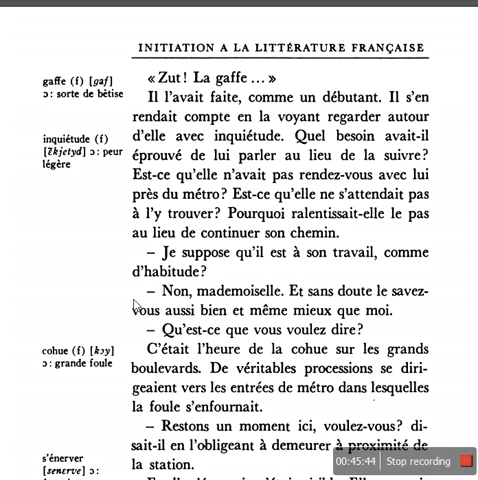 INITIATION A LA LITTÉRATURE FRANÇAISE
gaffe (f) [gaf]
ɔ : sorte de bêtise
inquiétude (f)
[ɛ̃kjetyd] ɔ : peur
légère
cohue (f) [kɔy]
ɔ : grande foule
s'énerver
[senɛrve] ɔ :
« Zut ! La gaffe ... »
Il l'avait faite, comme un débutant. Il s'en
rendait compte en la voyant regarder autour
d'elle avec inquiétude. Quel besoin avait-il
éprouvé de lui parler au lieu de la suivre?
Est-ce qu'elle n'avait pas rendez-vous avec lui
près du métro? Est-ce qu'elle ne s'attendait pas
à l'y trouver? Pourquoi ralentissait-elle le pas
au lieu de continuer son chemin.
– Je suppose qu'il est à son travail, comme
d'habitude?
– Non, mademoiselle. Et sans doute le savez-
vous aussi bien et même mieux que moi.
– Qu'est-ce que vous voulez dire?
C'était l'heure de la cohue sur les grands
boulevards. De véritables processions se diri-
geaient vers les entrées de métro dans lesquelles
la foule s'enfournait.
– Restons un moment ici, voulez-vous? di-
sait-il en l'obligeant à demeurer à proximité de
la station.
00:45:44 Stop recording